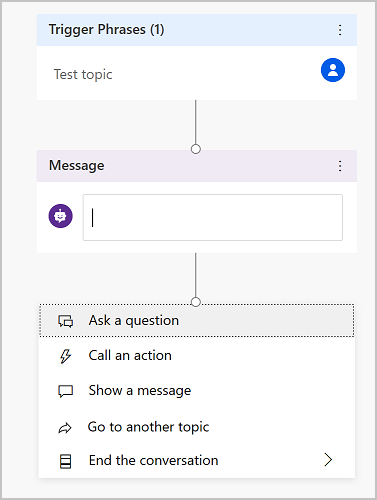 Trigger Phrases (1)
Test topic
Message
Ask a question
Call an action
Show a message
Go to another topic
End the conversation